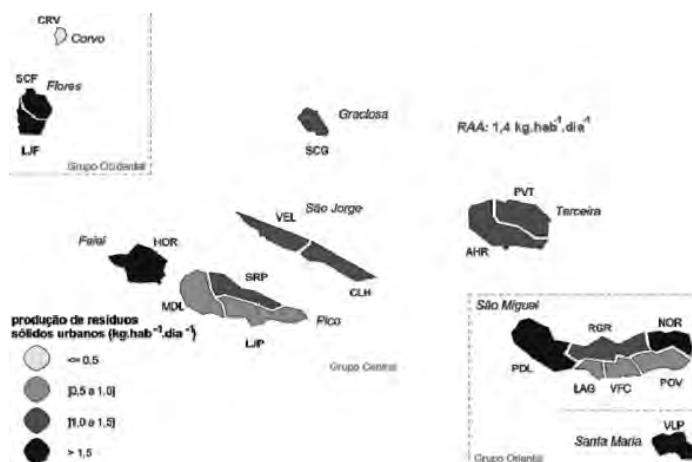 CRV
Corvo
SCF
Flores
LJF
Grupo Ocidental
Graciosa
SCG
RAA: 1,4 kg.hab⁻¹.dia⁻¹
PVT
Terceira
AHR
São Jorge
VEL
CLH
Faial
HOR
SRP
MDL
Pico
LJP
Grupo Central
produção de resíduos
sólidos urbanos (kg.hab⁻¹.dia⁻¹)
<= 0,5
]0,5 a 1,0]
]1,0 a 1,5]
> 1,5
São Miguel
RGR
NOR
PDL
LAG
VFC
POV
Santa Maria
VLP
Grupo Oriental